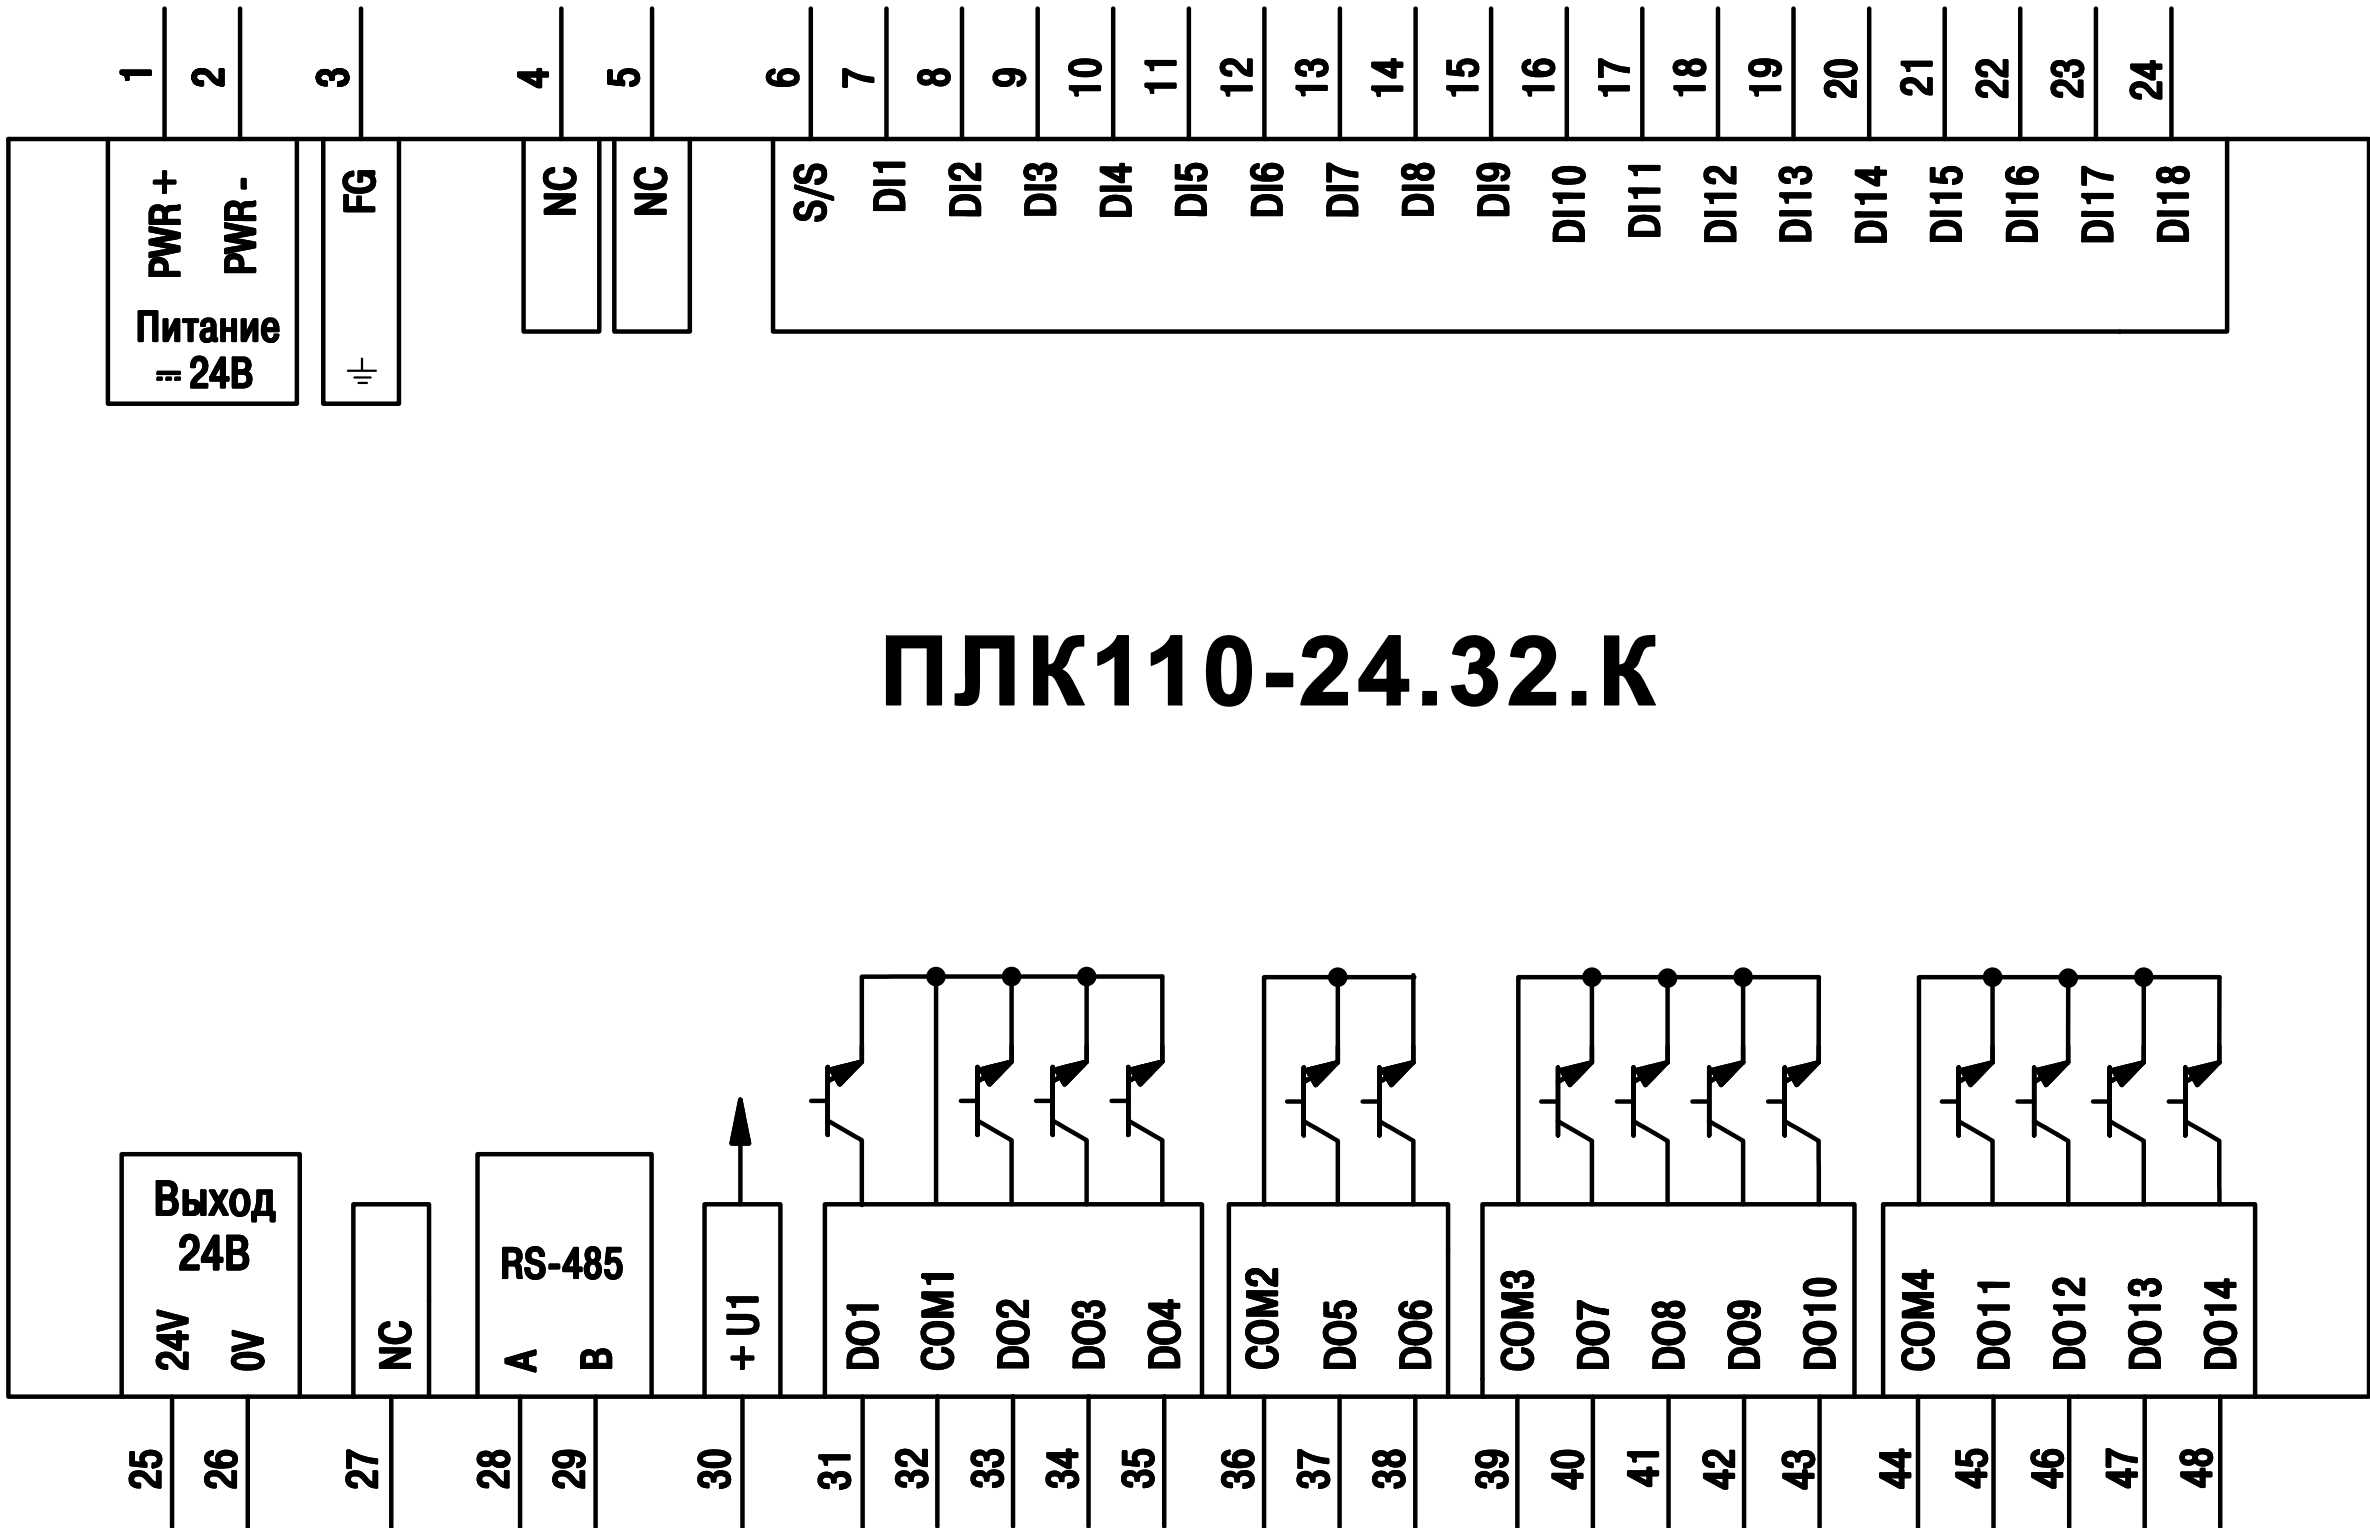 1 2 3 4 5 6 7 8 9 10 11 12 13 14 15 16 17 18 19 20 21 22 23 24
PWR + PWR - FG NC NC S/S DI1 DI2 DI3 DI4 DI5 DI6 DI7 DI8 DI9 DI10 DI11 DI12 DI13 DI14 DI15 DI16 DI17 DI18
Питание
24В
ПЛК110-24.32.К
Выход
24В
RS-485
24V 0V NC A B + U1 DO1 COM1 DO2 DO3 DO4 COM2 DO5 DO6 COM3 DO7 DO8 DO9 DO10 COM4 DO11 DO12 DO13 DO14
25 26 27 28 29 30 31 32 33 34 35 36 37 38 39 40 41 42 43 44 45 46 47 48